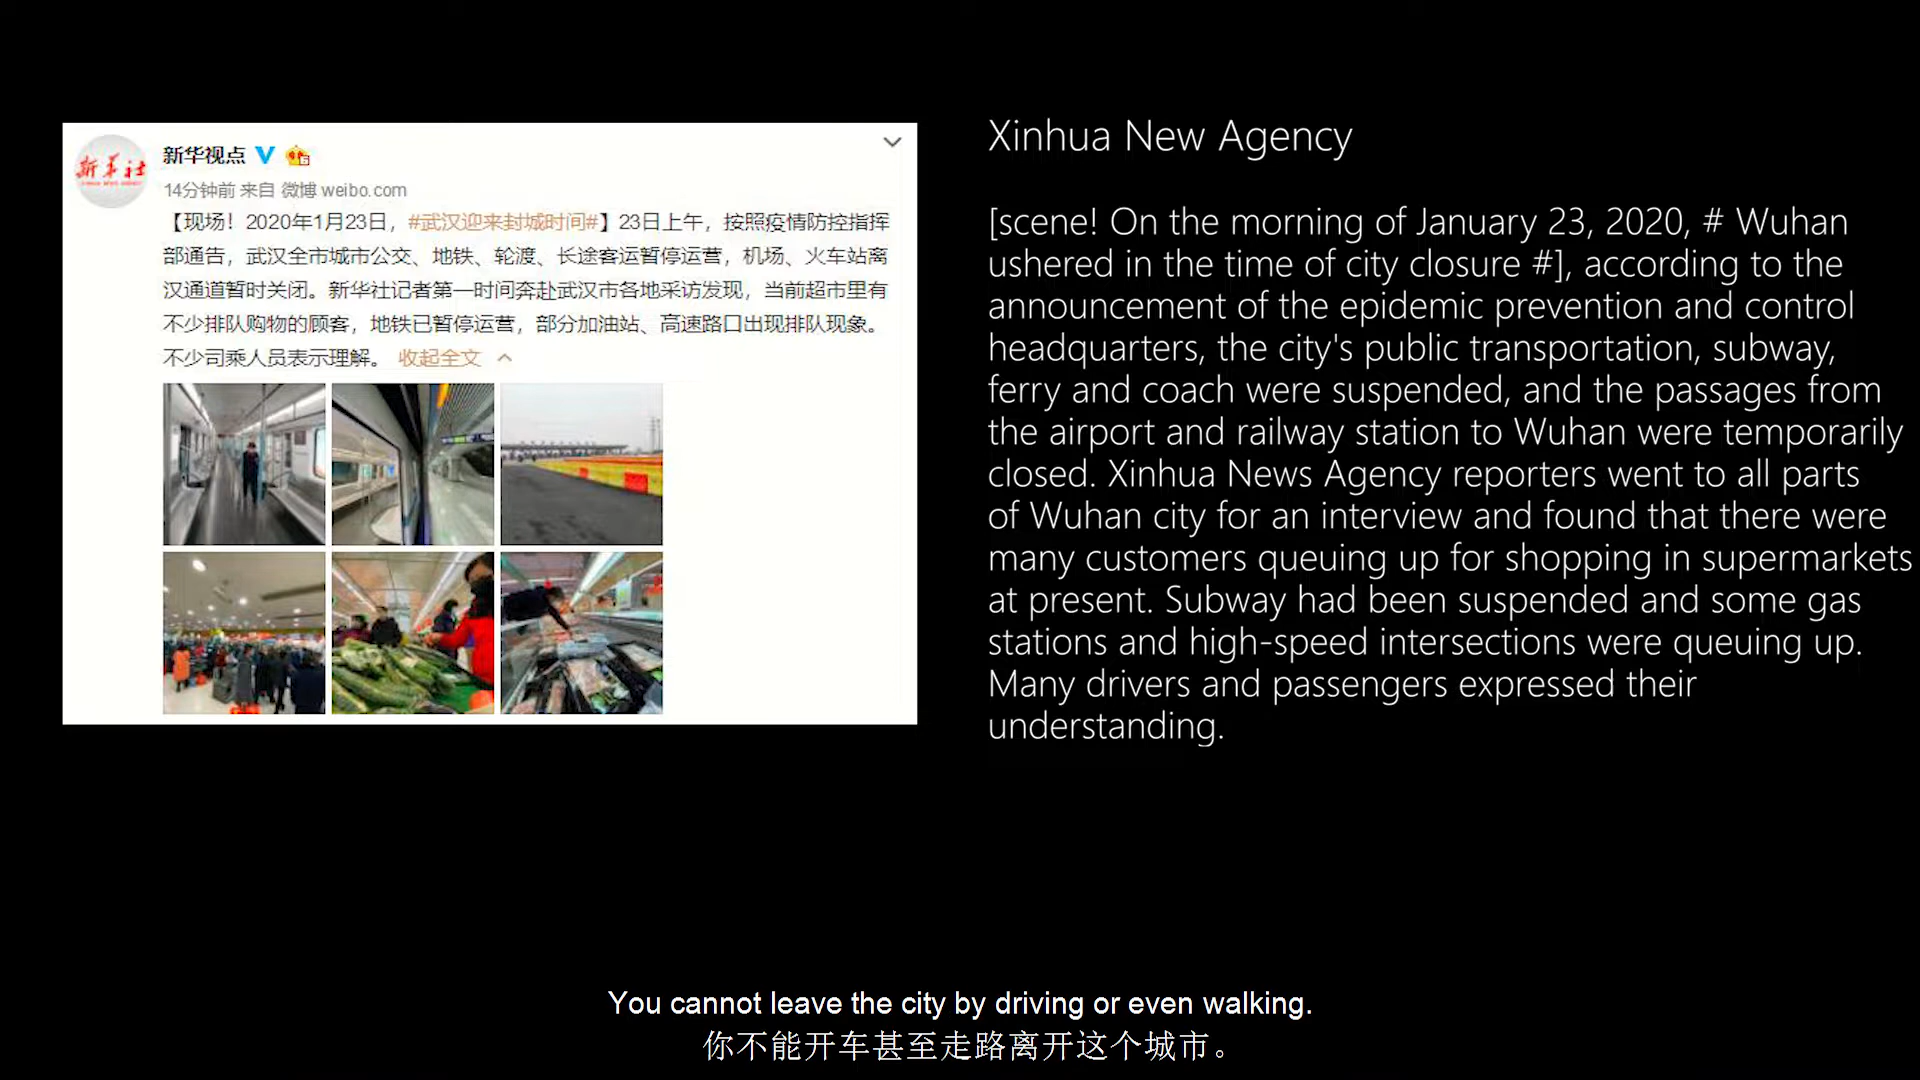 新华社
XINHUA NEWS AGENCY
新华视点
14分钟前 来自 微博 weibo.com
【现场！2020年1月23日，#武汉迎来封城时间#】23日上午，按照疫情防控指挥
部通告，武汉全市城市公交、地铁、轮渡、长途客运暂停运营，机场、火车站离
汉通道暂时关闭。新华社记者第一时间奔赴武汉市各地采访发现，当前超市里有
不少排队购物的顾客，地铁已暂停运营，部分加油站、高速路口出现排队现象。
不少司乘人员表示理解。 收起全文
Xinhua New Agency
[scene! On the morning of January 23, 2020, # Wuhan
ushered in the time of city closure #], according to the
announcement of the epidemic prevention and control
headquarters, the city's public transportation, subway,
ferry and coach were suspended, and the passages from
the airport and railway station to Wuhan were temporarily
closed. Xinhua News Agency reporters went to all parts
of Wuhan city for an interview and found that there were
many customers queuing up for shopping in supermarkets
at present. Subway had been suspended and some gas
stations and high-speed intersections were queuing up.
Many drivers and passengers expressed their
understanding.
You cannot leave the city by driving or even walking.
你不能开车甚至走路离开这个城市。